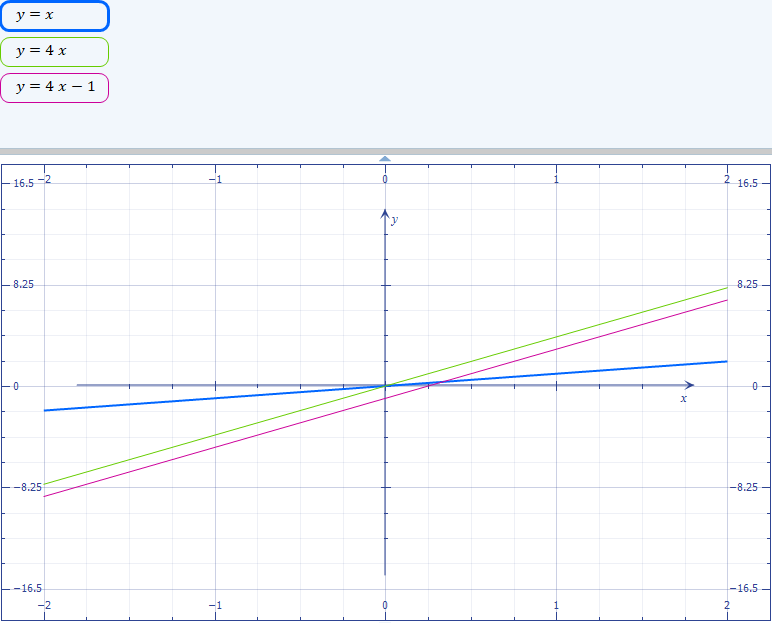 y = x
y = 4 x
y = 4 x − 1
16.5 −2 −1 0 1 2 16.5
y
8.25 8.25
0 0
x
−8.25 −8.25
−16.5 −16.5
−2 −1 0 1 2